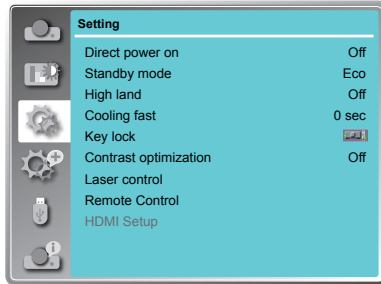 Setting
Direct power on Off
Standby mode Eco
High land Off
Cooling fast 0 sec
Key lock
Contrast optimization Off
Laser control
Remote Control
HDMI Setup